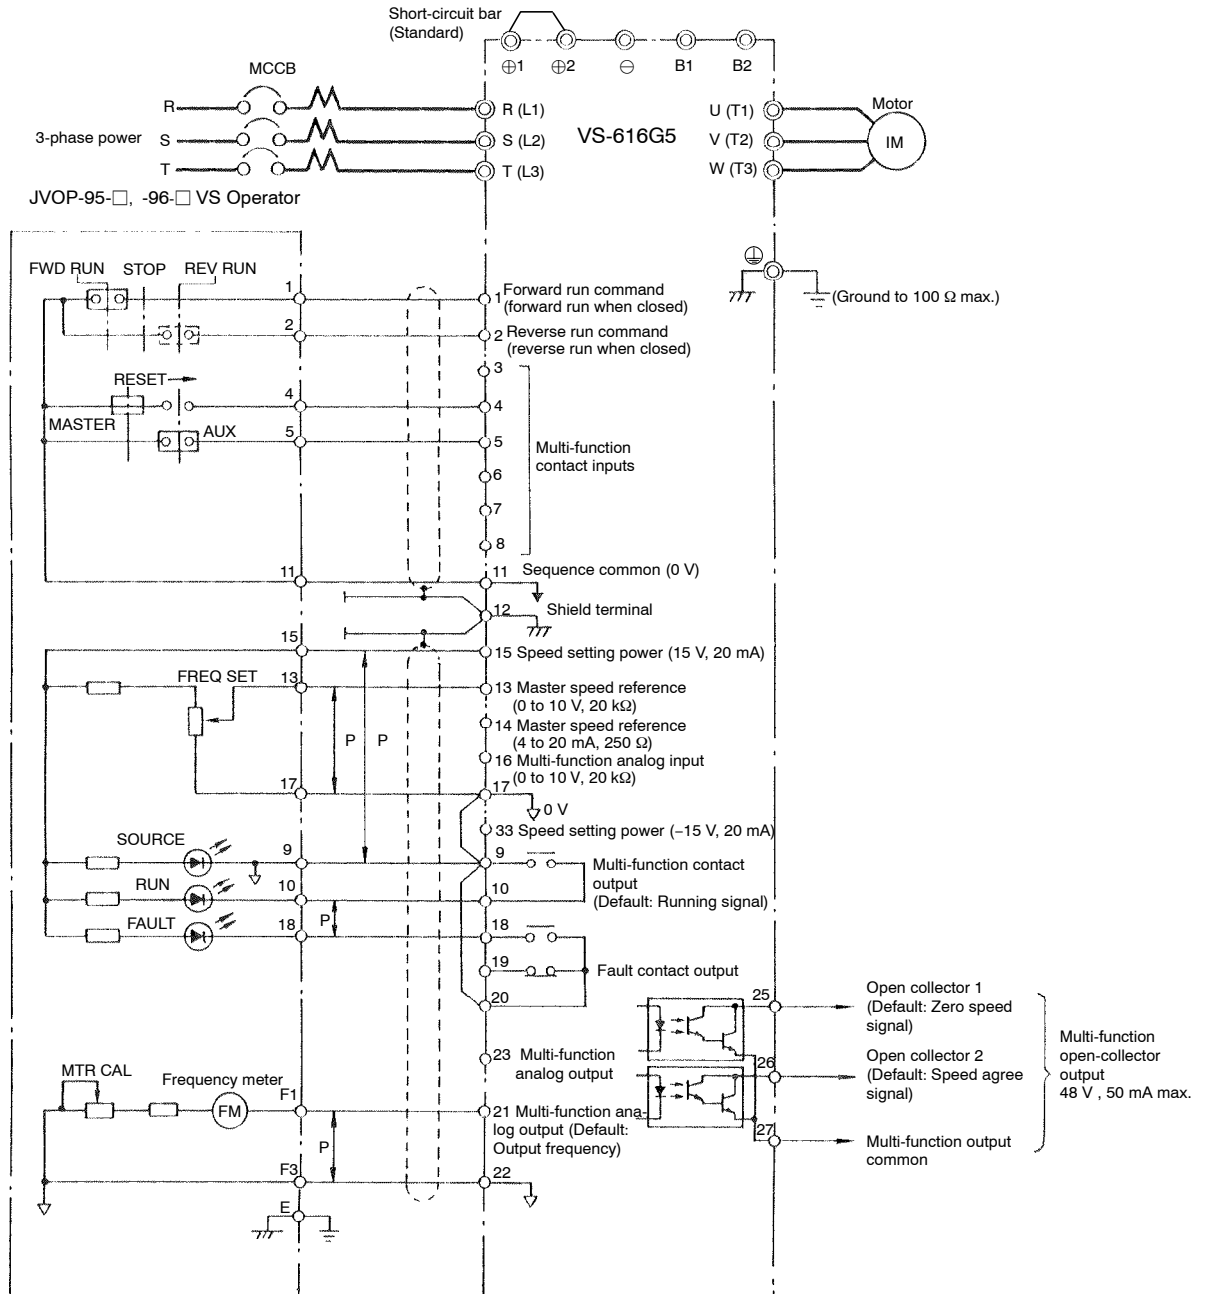 Short-circuit bar
(Standard)
⊕1
⊕2
⊖
B1
B2
MCCB
R
R (L1)
U (T1)
Motor
3-phase power
S
S (L2)
VS-616G5
V (T2)
IM
T
T (L3)
W (T3)
JVOP-95-□, -96-□ VS Operator
FWD RUN
STOP
REV RUN
1
1
Forward run command
(forward run when closed)
(Ground to 100 Ω max.)
2
2
Reverse run command
(reverse run when closed)
3
RESET
4
4
MASTER
AUX
5
5
Multi-function
contact inputs
6
7
8
11
11
Sequence common (0 V)
12
Shield terminal
15
15 Speed setting power (15 V, 20 mA)
FREQ SET
13
13 Master speed reference
(0 to 10 V, 20 kΩ)
P
P
14 Master speed reference
(4 to 20 mA, 250 Ω)
16 Multi-function analog input
(0 to 10 V, 20 kΩ)
17
17
0 V
33 Speed setting power (−15 V, 20 mA)
SOURCE
9
9
Multi-function contact
output
(Default: Running signal)
RUN
10
10
FAULT
18
P
18
19
Fault contact output
20
25
Open collector 1
(Default: Zero speed
signal)
26
Open collector 2
(Default: Speed agree
signal)
Multi-function
open-collector
output
48 V , 50 mA max.
27
Multi-function output
common
23 Multi-function
analog output
MTR CAL
Frequency meter
FM
F1
21 Multi-function ana-
log output (Default:
Output frequency)
P
F3
22
E